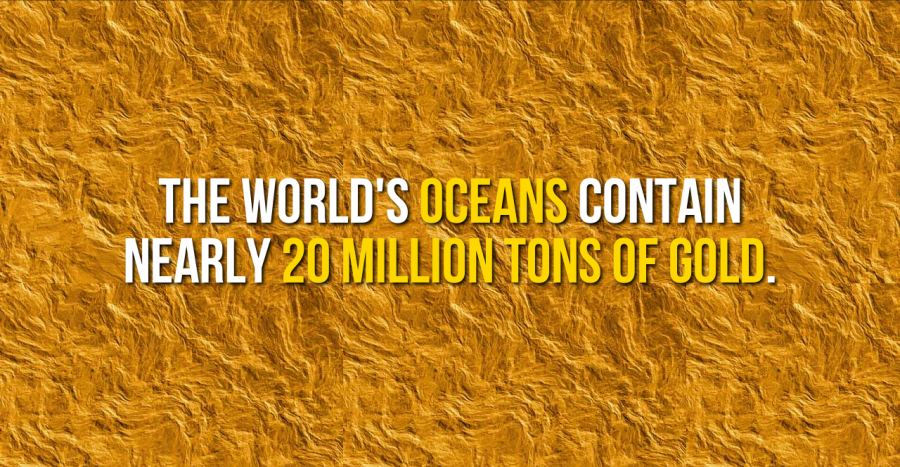 THE WORLD'S OCEANS CONTAIN
NEARLY 20 MILLION TONS OF GOLD.